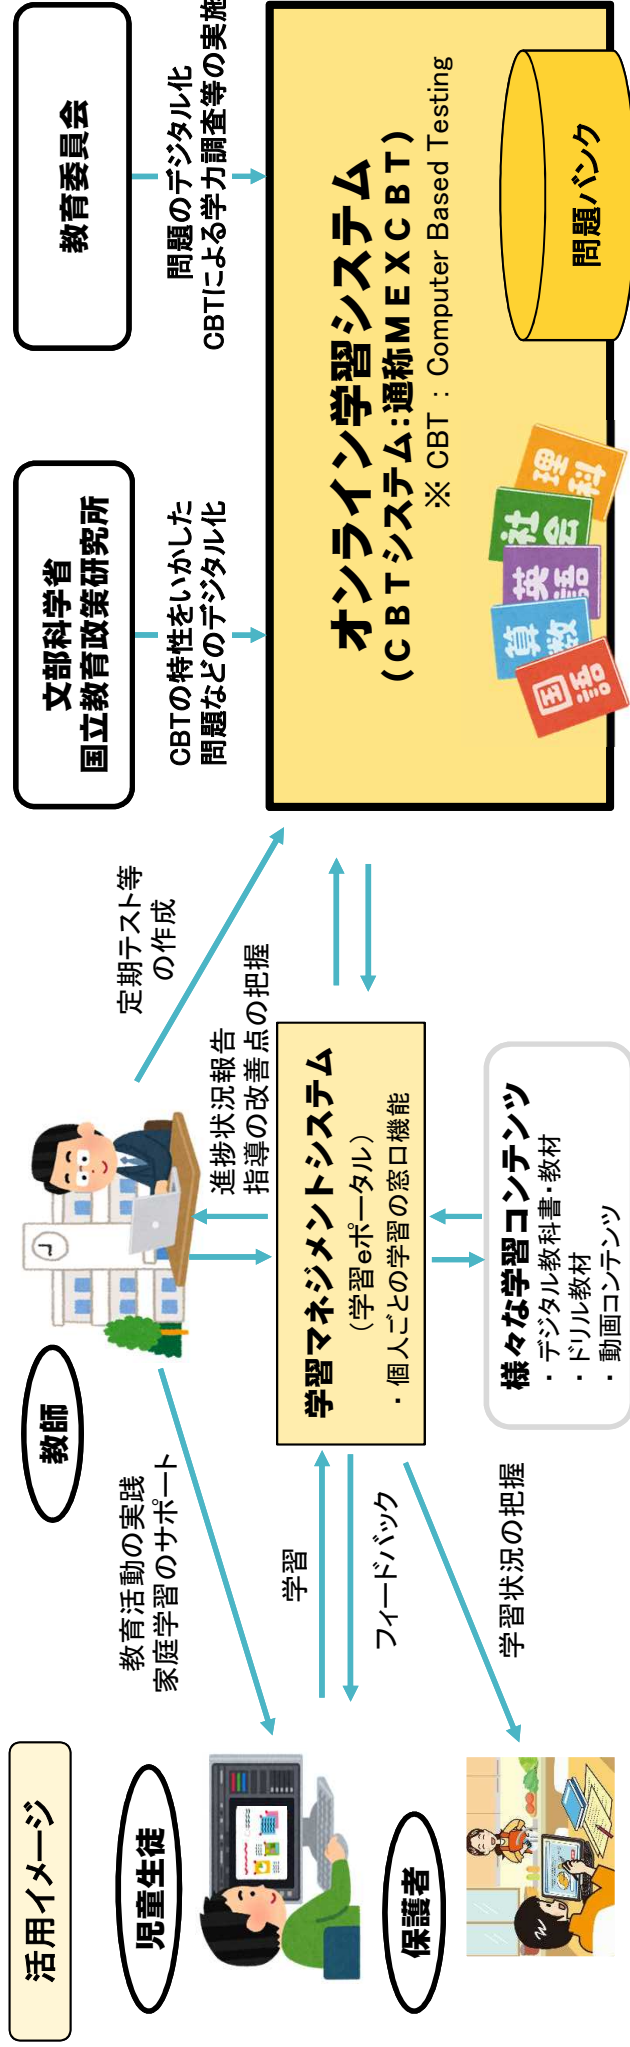 活用イメージ
児童生徒
保護者
教師
教育活動の実践
家庭学習のサポート
学習
フィードバック
学習状況の把握
進捗状況報告
指導の改善点の把握
定期テスト等
の作成
学習マネジメントシステム
(学習eポータル)
・個人ごとの学習の窓口機能
様々な学習コンテンツ
・デジタル教科書・教材
・ドリル教材
・動画コンテンツ
文部科学省
国立教育政策研究所
CBTの特性をいかした
問題などのデジタル化
教育委員会
問題のデジタル化
CBTによる学力調査等の実施
オンライン学習システム
(CBTシステム:通称MEXCBT)
※ CBT : Computer Based Testing
国語
算数
英語
社会
理科
問題バンク